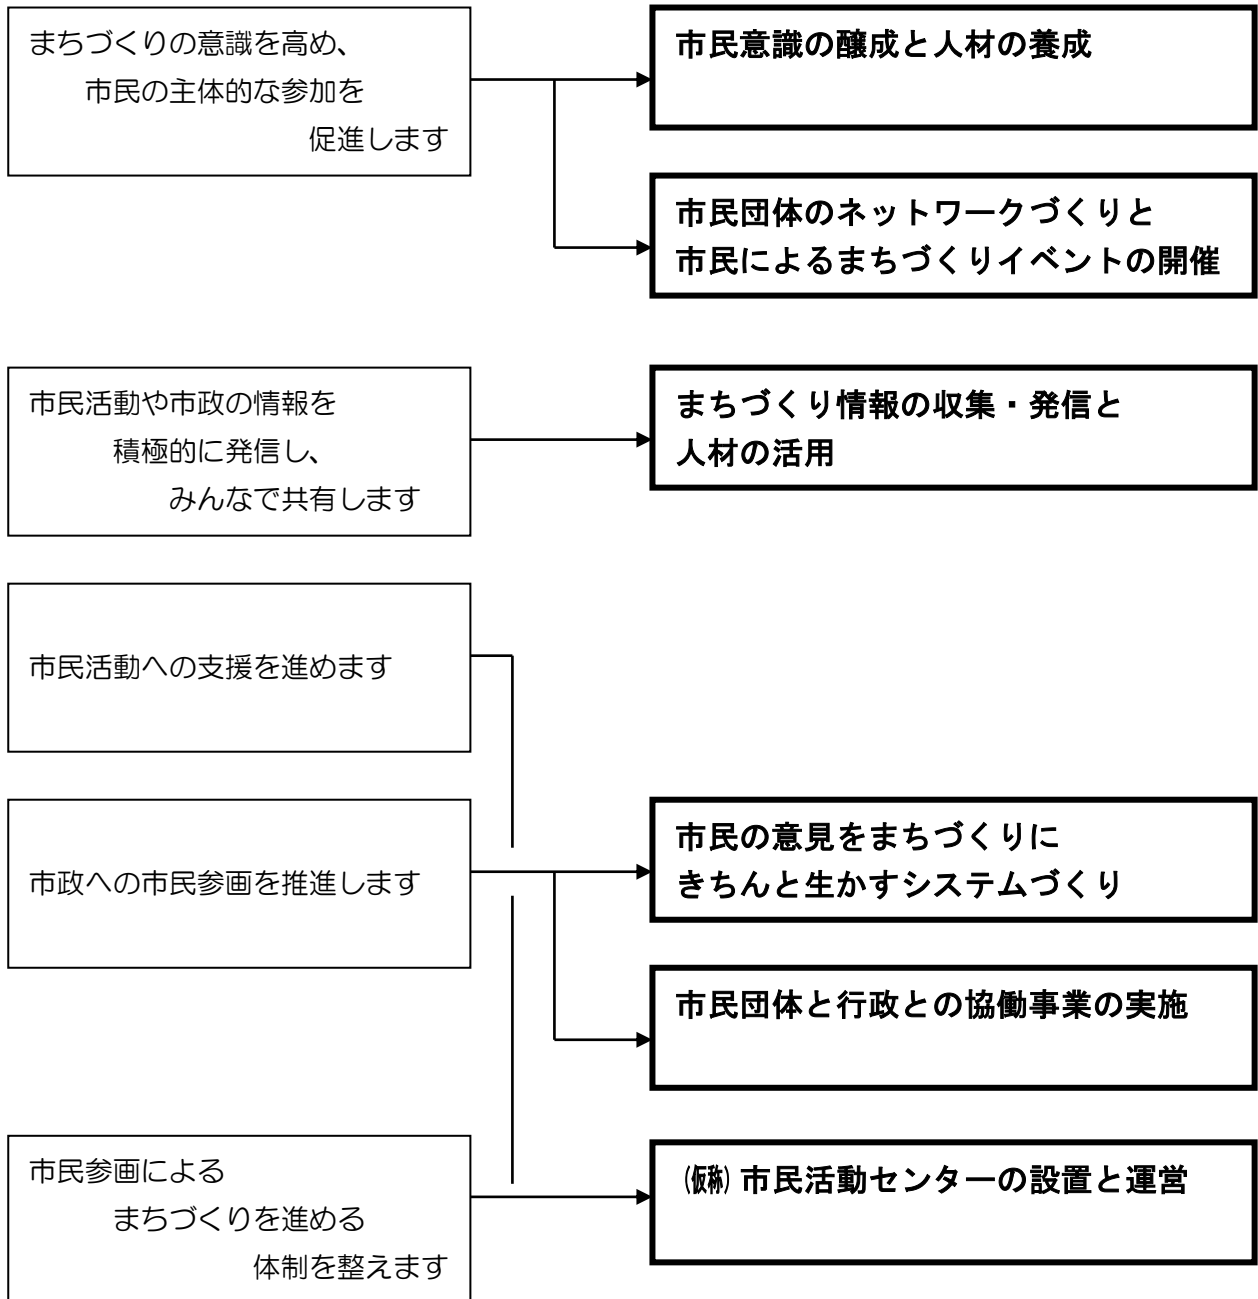 まちづくりの意識を高め、
市民の主体的な参加を
促進します
市民意識の醸成と人材の養成
市民団体のネットワークづくりと
市民によるまちづくりイベントの開催
市民活動や市政の情報を
積極的に発信し、
みんなで共有します
まちづくり情報の収集・発信と
人材の活用
市民活動への支援を進めます
市政への市民参画を推進します
市民の意見をまちづくりに
きちんと生かすシステムづくり
市民団体と行政との協働事業の実施
市民参画による
まちづくりを進める
体制を整えます
(仮称)市民活動センターの設置と運営